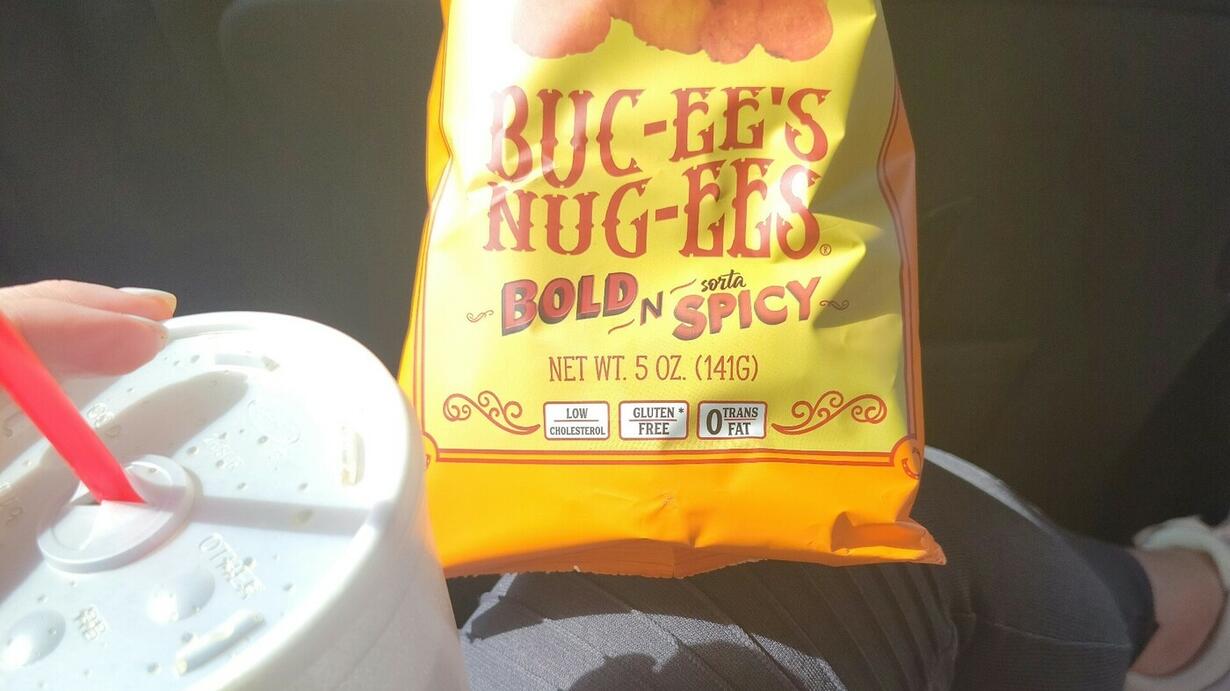 BUC-EE'S
NUG-EES®
BOLD N sorta SPICY
NET WT. 5 OZ. (141G)
LOW
CHOLESTEROL
GLUTEN*
FREE
0 TRANS
FAT
OTHER